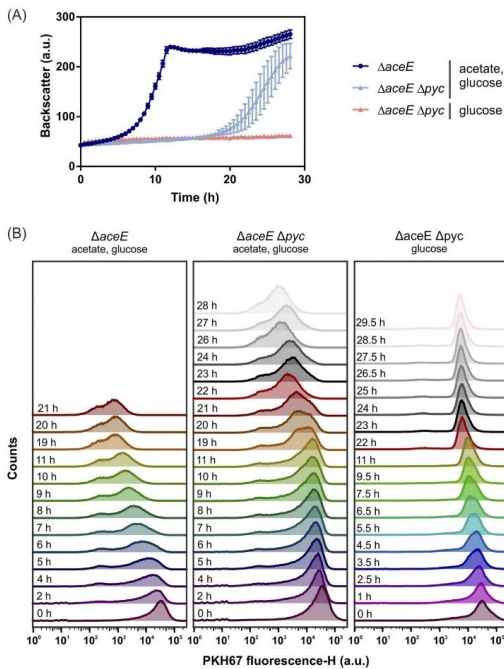 (A)
300
200
100
0
Backscatter (a.u.)
0 10 20 30
Time (h)
ΔaceE
ΔaceE Δpyc
acetate,
glucose
ΔaceE Δpyc
glucose
(B)
ΔaceE
acetate, glucose
ΔaceE Δpyc
acetate, glucose
ΔaceE Δpyc
glucose
Counts
21 h
20 h
19 h
11 h
10 h
9 h
8 h
7 h
6 h
5 h
4 h
2 h
0 h
10⁰ 10¹ 10² 10³ 10⁴ 10⁵
28 h
27 h
26 h
24 h
23 h
22 h
21 h
20 h
19 h
11 h
10 h
9 h
8 h
7 h
6 h
5 h
4 h
2 h
0 h
10⁰ 10¹ 10² 10³ 10⁴ 10⁵
29.5 h
28.5 h
27.5 h
26.5 h
25 h
24 h
23 h
22 h
11 h
9.5 h
7.5 h
6.5 h
5.5 h
4.5 h
3.5 h
2.5 h
1 h
0 h
10⁰ 10¹ 10² 10³ 10⁴ 10⁵
PKH67 fluorescence-H (a.u.)